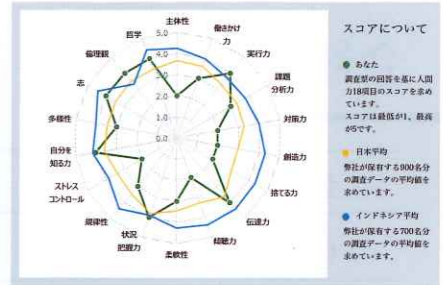 主体性
働きかけ
力
実行力
課題
分析力
対策力
創造力
捨てる力
伝達力
傾聴力
柔軟性
状況
把握力
規律性
ストレス
コントロール
自分を
知る力
多様性
志
倫理観
哲学
5.0
4.0
3.0
2.0
1.0
0.0
スコアについて
あなた
調査票の回答を基に人間
力18項目のスコアを求め
ています。
スコアは最低が1、最高
が5です。
日本平均
弊社が保有する900名分
の調査データの平均値を
求めています。
インドネシア平均
弊社が保有する700名分
の調査データの平均値を
求めています。